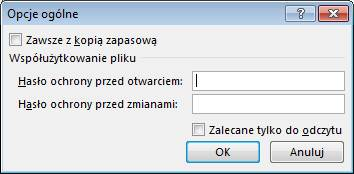 Opcje ogólne
Zawsze z kopią zapasową
Współużytkowanie pliku
Hasło ochrony przed otwarciem:
Hasło ochrony przed zmianami:
Zalecane tylko do odczytu
OK Anuluj